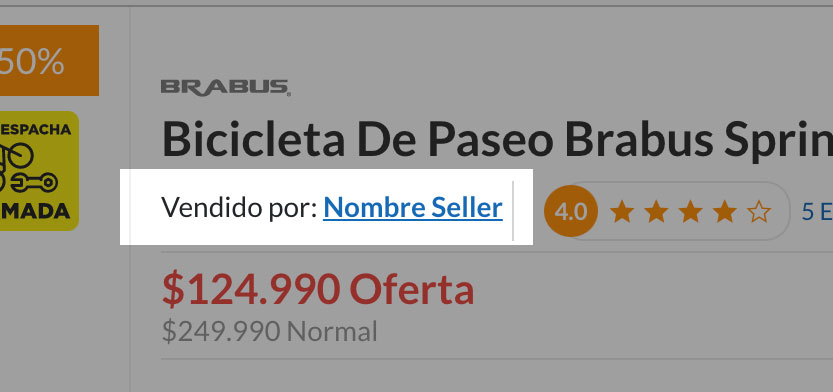 50%
ESPACHA
MADA
BRABUS
Bicicleta De Paseo Brabus Sprin
Vendido por: Nombre Seller
4.0
5 E
$124.990 Oferta
$249.990 Normal